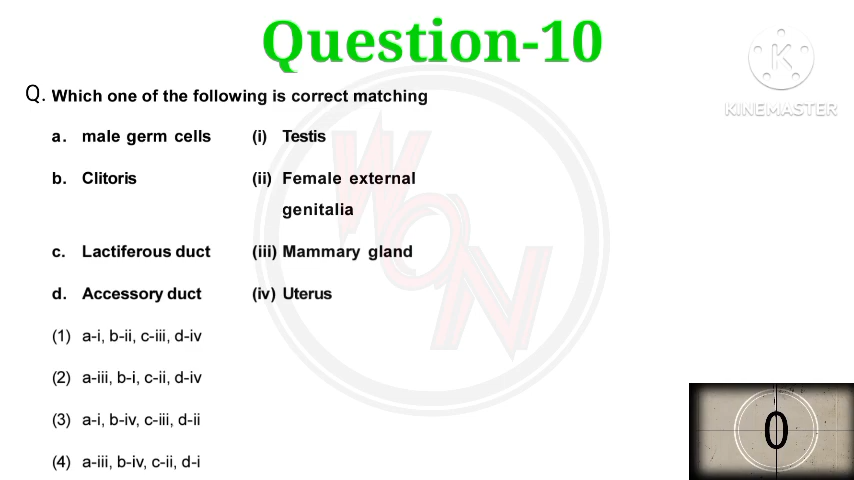 Question-10
Q. Which one of the following is correct matching
a. male germ cells (i) Testis
b. Clitoris (ii) Female external
genitalia
c. Lactiferous duct (iii) Mammary gland
d. Accessory duct (iv) Uterus
(1) a-i, b-ii, c-iii, d-iv
(2) a-iii, b-i, c-ii, d-iv
(3) a-i, b-iv, c-iii, d-ii
(4) a-iii, b-iv, c-ii, d-i
K
KINEMASTER
WON
0